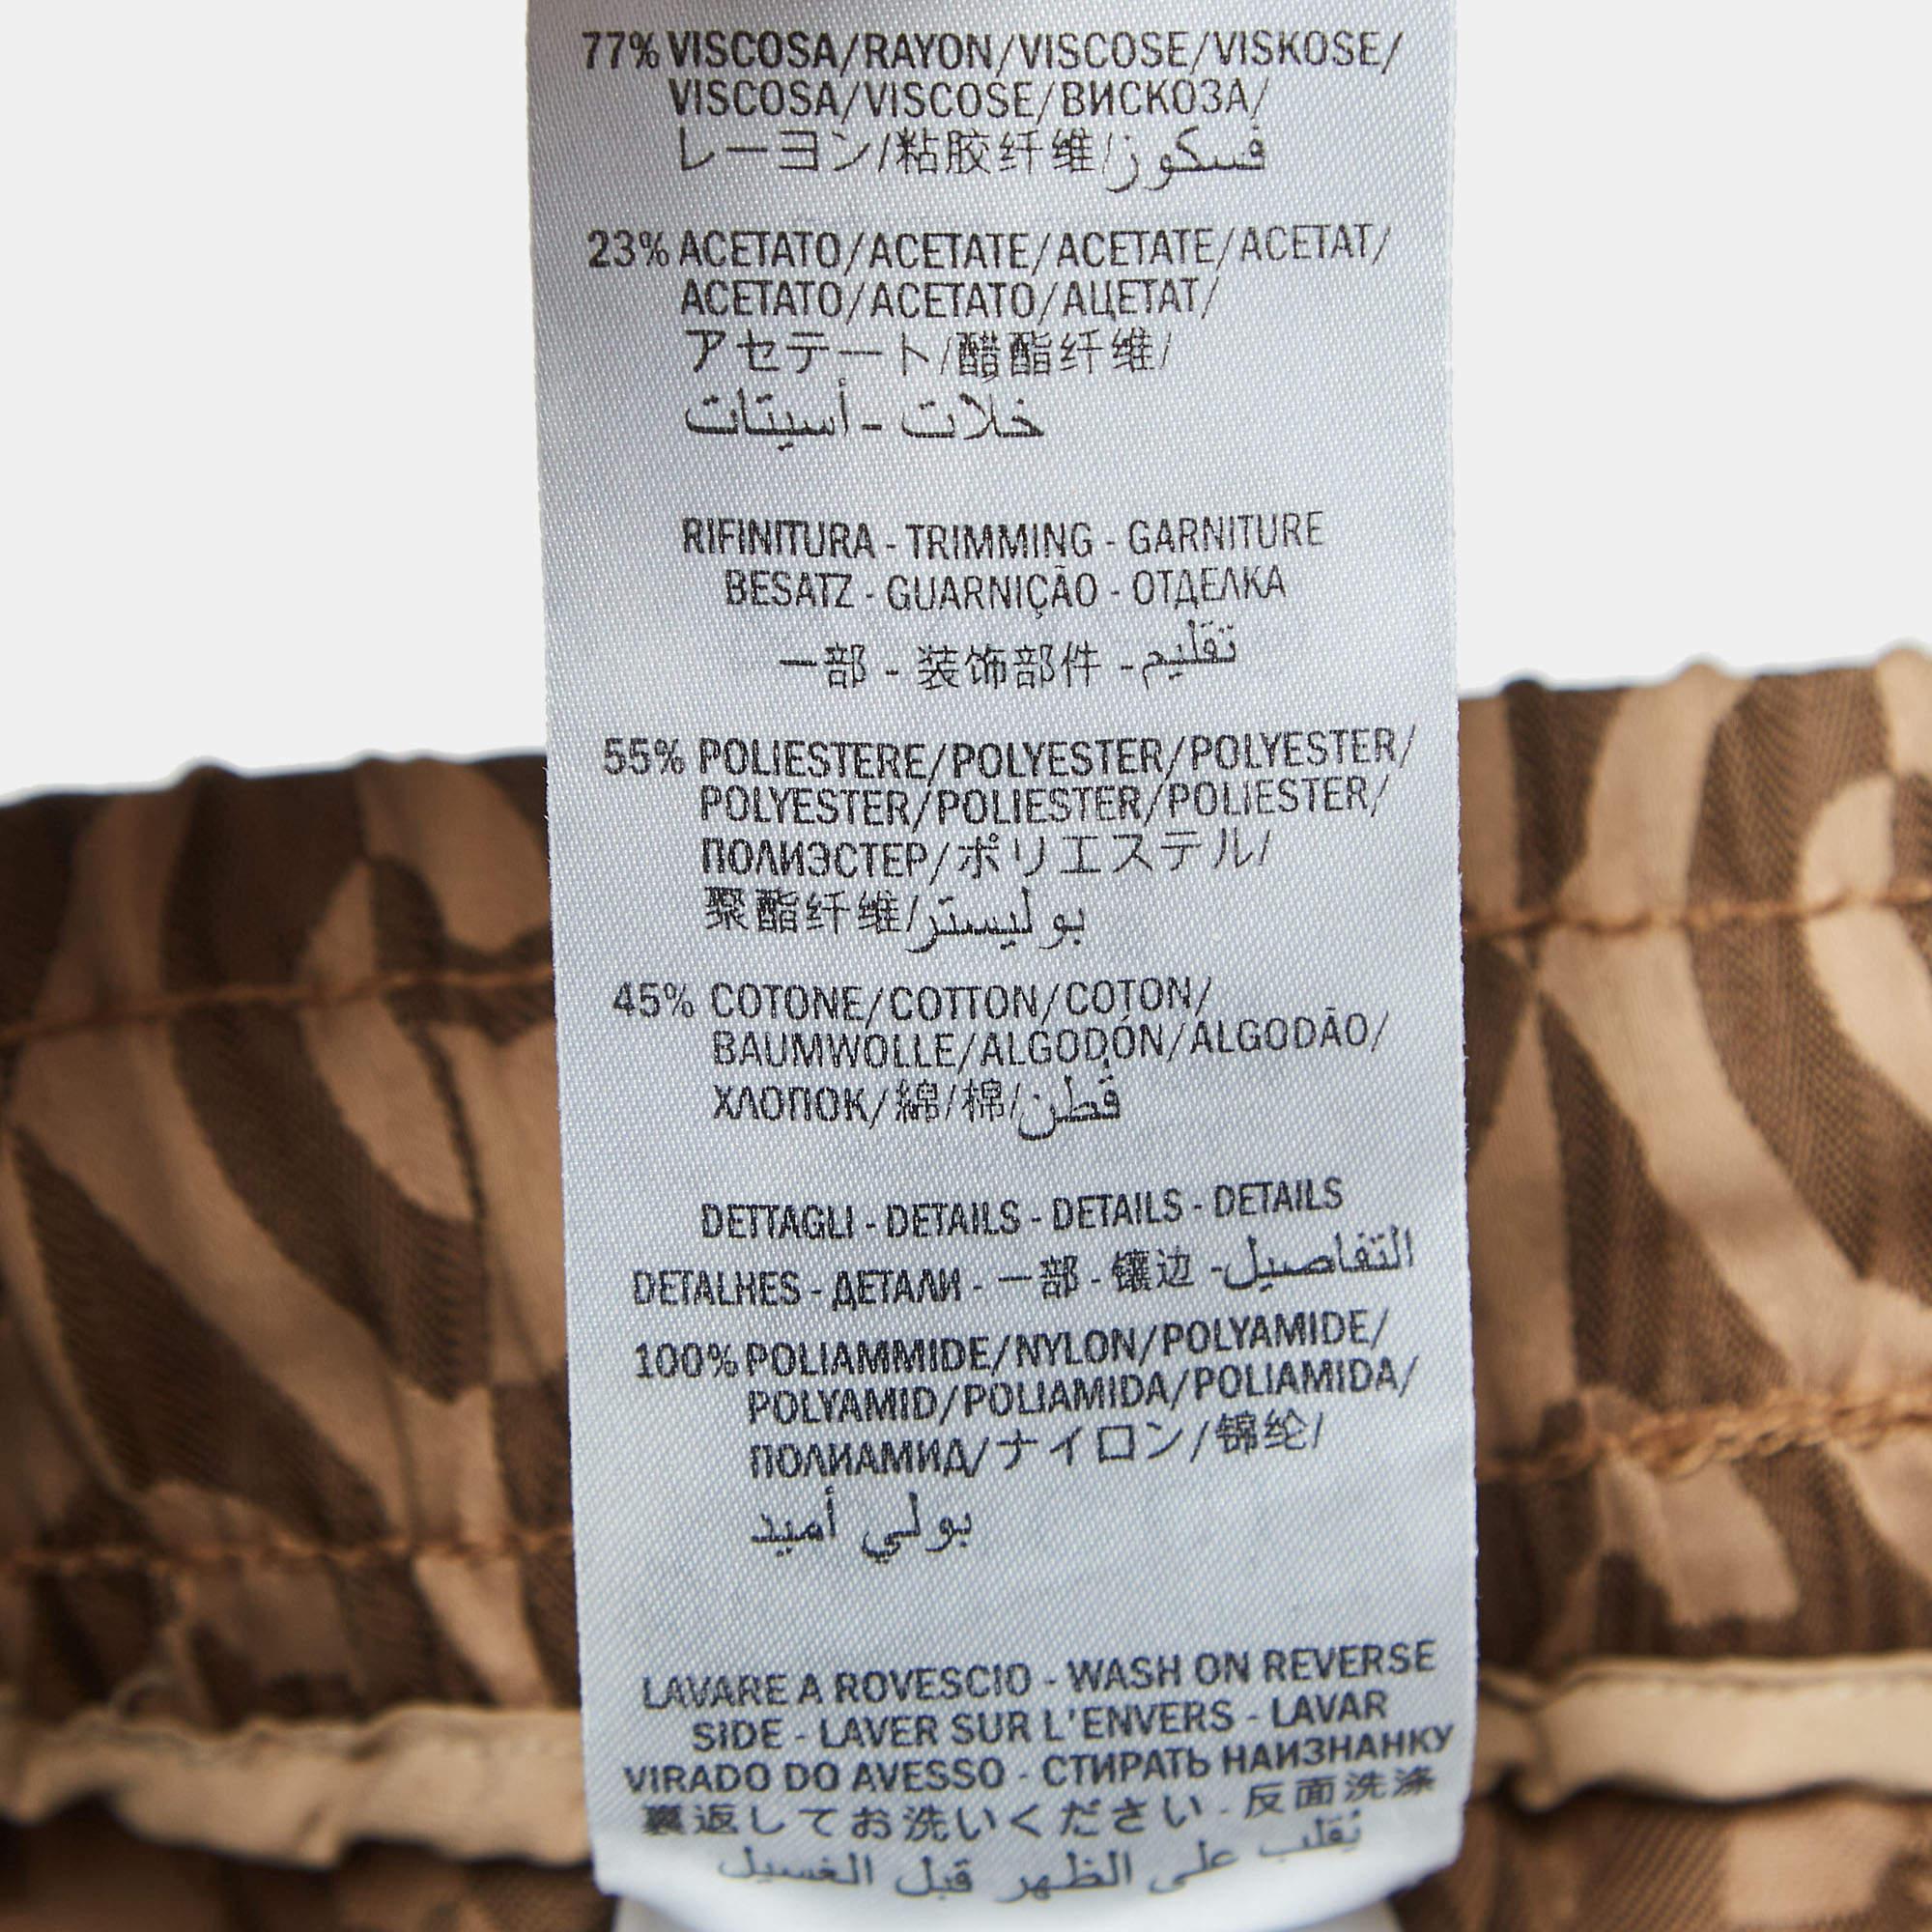 77% VISCOSA/RAYON/VISCOSE/VISKOSE/
VISCOSA/VISCOSE/ВИСКОЗА/
レーヨン/粘胶纤维/فسكوز
23% ACETATO/ACETATE/ACETATE/ACETAT/
ACETATO/ACETATO/АЦЕТАТ/
アセテート/醋酯纤维/
خلات - أسيتات
RIFINITURA - TRIMMING - GARNITURE
BESATZ - GUARNIÇÃO - ОТДЕЛКА
一部 - 装饰部件 - تقليم
55% POLIESTERE/POLYESTER/POLYESTER/
POLYESTER/POLIESTER/POLIESTER/
ПОЛИЭСТЕР/ポリエステル/
聚酯纤维/بوليستر
45% COTONE/COTTON/COTON/
BAUMWOLLE/ALGODÓN/ALGODÃO/
ХЛОПОК/綿/棉/قطن
DETTAGLI - DETAILS - DETAILS - DETAILS
DETALHES - ДЕТАЛИ - 一部 - 镶边 - التفاصيل
100% POLIAMMIDE/NYLON/POLYAMIDE/
POLYAMID/POLIAMIDA/POLIAMIDA/
ПОЛИАМИД/ナイロン/锦纶/
بولي أميد
LAVARE A ROVESCIO - WASH ON REVERSE
SIDE - LAVER SUR L'ENVERS - LAVAR
VIRADO DO AVESSO - СТИРАТЬ НАИЗНАНКУ
裏返してお洗いください - 反面洗涤
تُقلب على الظهر قبل الغسيل